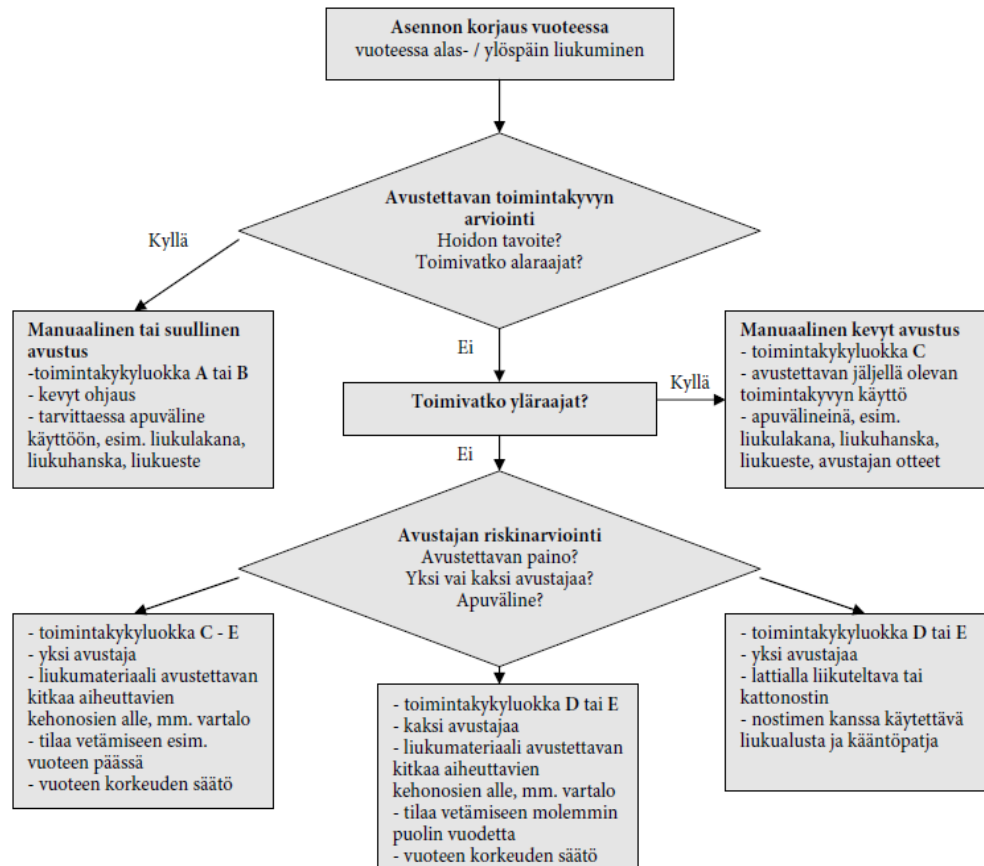 Asennon korjaus vuoteessa
vuoteessa alas- / ylöspäin liukuminen
Avustettavan toimintakyvyn
arviointi
Hoidon tavoite?
Toimivatko alaraajat?
Kyllä
Manuaalinen tai suullinen
avustus
-toimintakykyluokka A tai B
- kevyt ohjaus
- tarvittaessa apuväline
käyttöön, esim. liukulakana,
liukuhanska, liukueste
Ei
Toimivatko yläraajat?
Kyllä
Manuaalinen kevyt avustus
- toimintakykyluokka C
- avustettavan jäljellä olevan
toimintakyvyn käyttö
- apuvälineinä, esim.
liukulakana, liukuhanska,
liukueste, avustajan otteet
Ei
Avustajan riskinarviointi
Avustettavan paino?
Yksi vai kaksi avustajaa?
Apuväline?
- toimintakykyluokka C - E
- yksi avustaja
- liukumateriaali avustettavan
kitkaa aiheuttavien
kehonosien alle, mm. vartalo
- tilaa vetämiseen esim.
vuoteen päässä
- vuoteen korkeuden säätö
- toimintakykyluokka D tai E
- kaksi avustajaa
- liukumateriaali avustettavan
kitkaa aiheuttavien
kehonosien alle, mm. vartalo
- tilaa vetämiseen molemmin
puolin vuodetta
- vuoteen korkeuden säätö
- toimintakykyluokka D tai E
- yksi avustajaa
- lattialla liikuteltava tai
kattonostin
- nostimen kanssa käytettävä
liukualusta ja kääntöpatja